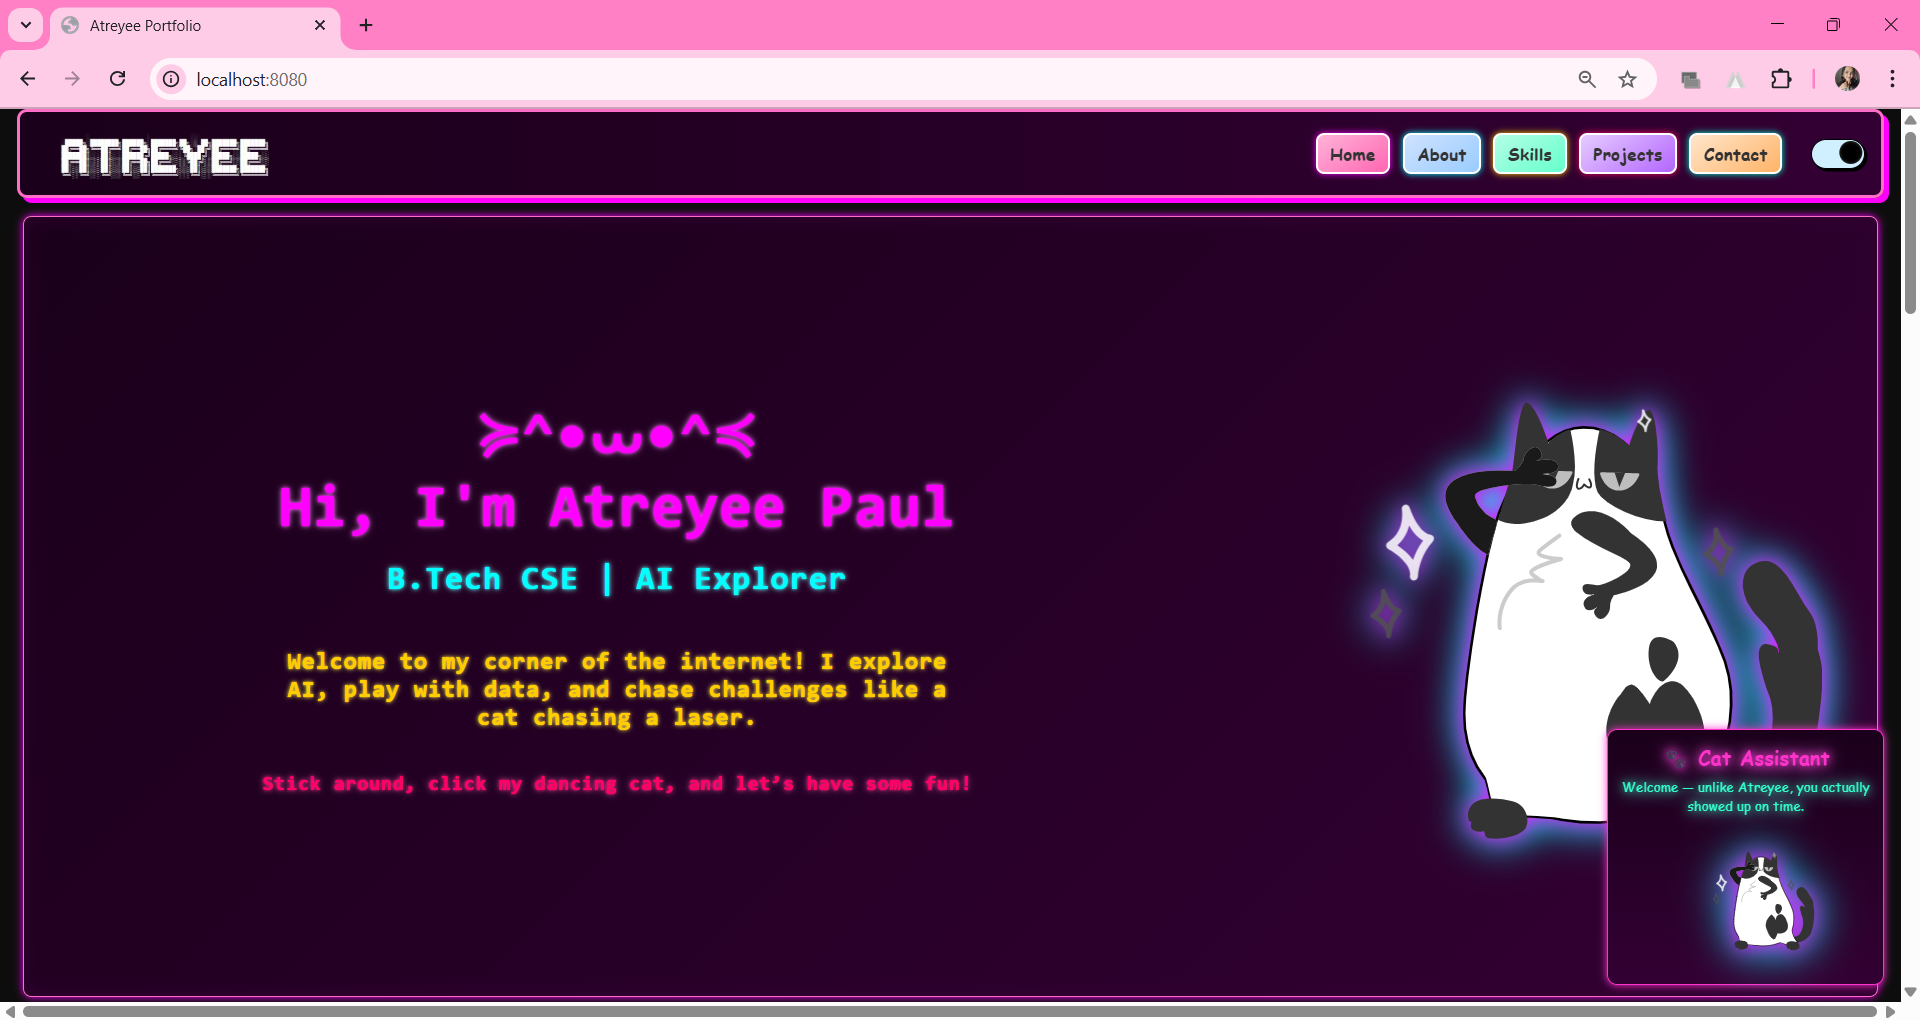 Atreyee Portfolio
localhost:8080
ATREYEE
Home
About
Skills
Projects
Contact
≽^•⩊•^≼
Hi, I'm Atreyee Paul
B.Tech CSE | AI Explorer
Welcome to my corner of the internet! I explore
AI, play with data, and chase challenges like a
cat chasing a laser.
Stick around, click my dancing cat, and let’s have some fun!
Cat Assistant
Welcome — unlike Atreyee, you actually
showed up on time.